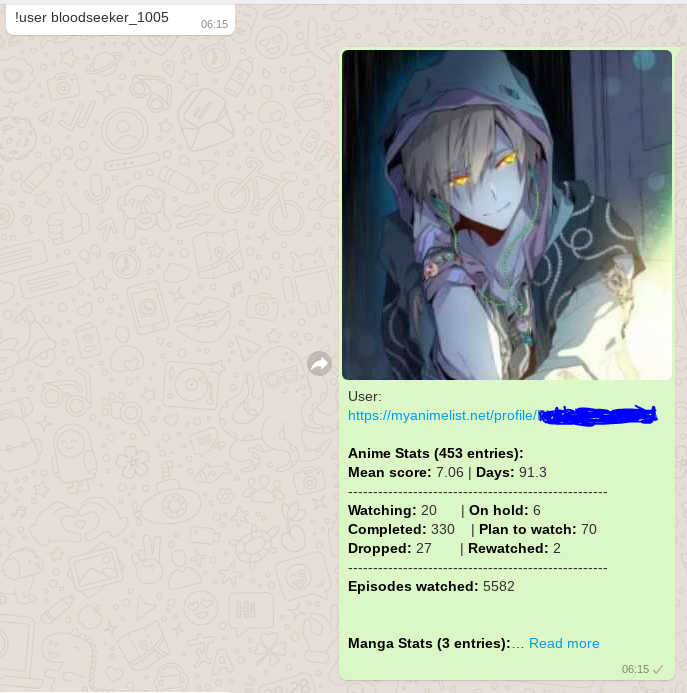 !user bloodseeker_1005
06:15
User:
https://myanimelist.net/profile/
Anime Stats (453 entries):
Mean score: 7.06 | Days: 91.3
----------------------------------------------------
Watching: 20 | On hold: 6
Completed: 330 | Plan to watch: 70
Dropped: 27 | Rewatched: 2
----------------------------------------------------
Episodes watched: 5582
Manga Stats (3 entries):… Read more
06:15